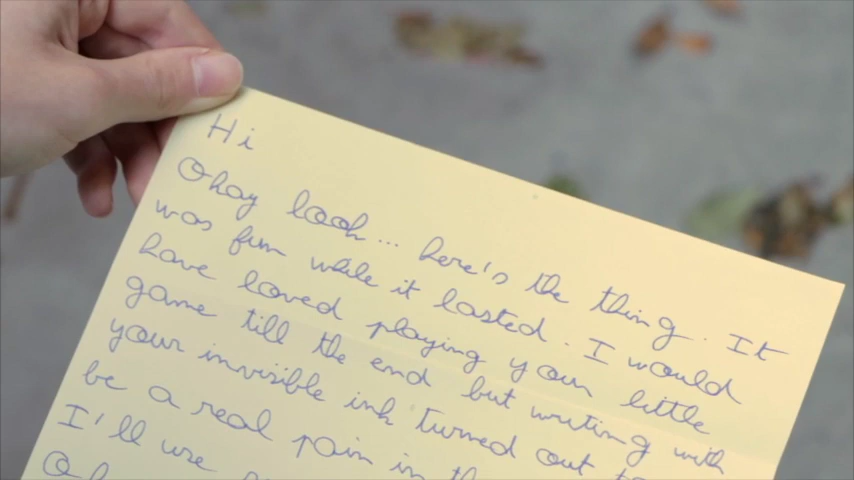 Hi
Okay look... here's the thing. It
was fun while it lasted. I would
have loved playing your little
game till the end but writing with
your invisible ink turned out to
be a real pain in the
I'll use